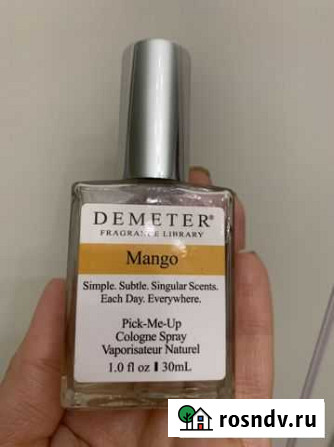 DEMETER®
FRAGRANCE LIBRARY
Mango
Simple. Subtle. Singular Scents.
Each Day. Everywhere.
Pick-Me-Up
Cologne Spray
Vaporisateur Naturel
1.0 fl oz I 30mL
rosndv.ru